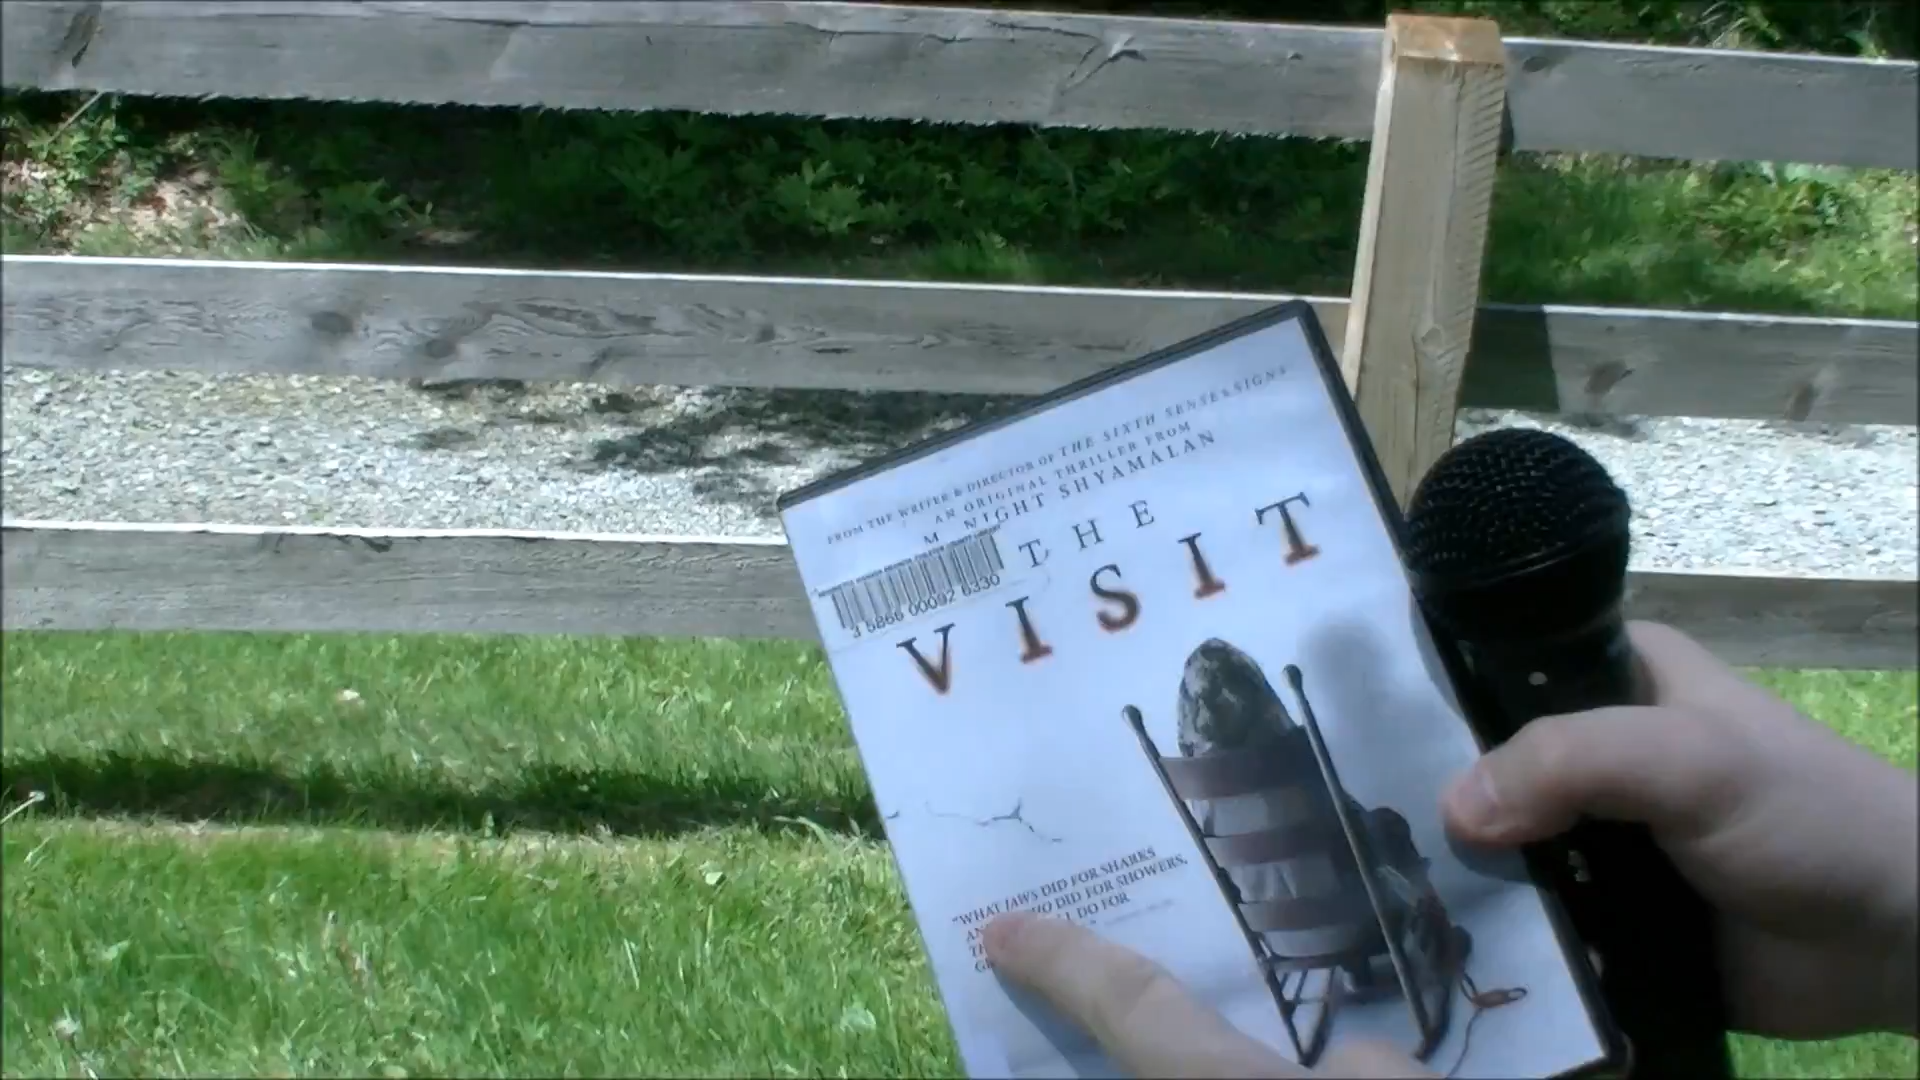 FROM THE WRITER & DIRECTOR OF THE SIXTH SENSE & SIGNS
AN ORIGINAL THRILLER FROM
M NIGHT SHYAMALAN
THE
3 5866 00092 6330
VISIT
"WHAT JAWS DID FOR SHARKS
DID FOR SHOWERS,
DO FOR